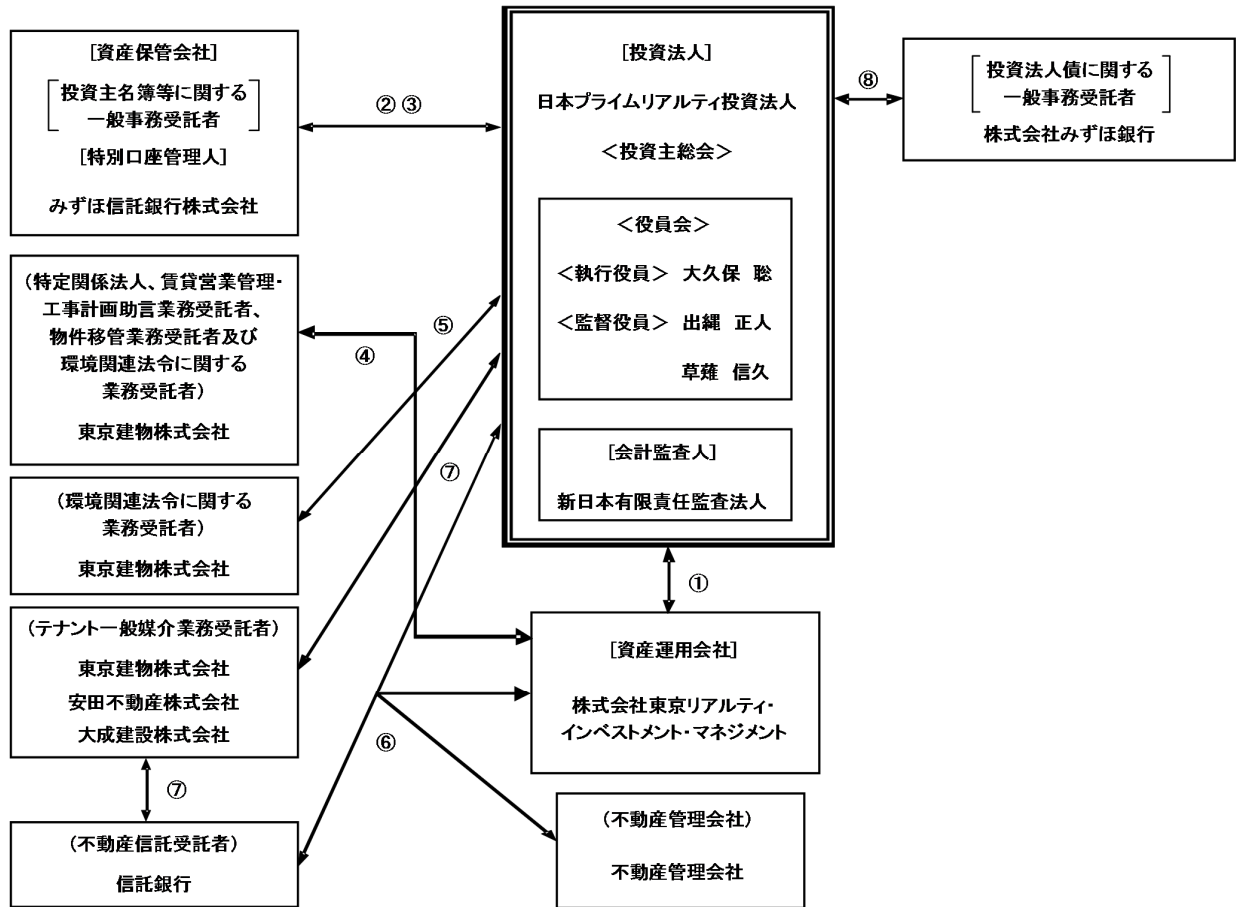 [資産保管会社]
投資主名簿等に関する
一般事務受託者
[特別口座管理人]
みずほ信託銀行株式会社
②③
[投資法人]
日本プライムリアルティ投資法人
＜投資主総会＞
＜役員会＞
＜執行役員＞ 大久保 聡
＜監督役員＞ 出縄 正人
草薙 信久
[会計監査人]
新日本有限責任監査法人
⑧
投資法人債に関する
一般事務受託者
株式会社みずほ銀行
(特定関係法人、賃貸営業管理・
工事計画助言業務受託者、
物件移管業務受託者及び
環境関連法令に関する
業務受託者)
東京建物株式会社
④
⑤
(環境関連法令に関する
業務受託者)
東京建物株式会社
⑦
①
(テナント一般媒介業務受託者)
東京建物株式会社
安田不動産株式会社
大成建設株式会社
⑦
⑥
[資産運用会社]
株式会社東京リアルティ・
インベストメント・マネジメント
(不動産信託受託者)
信託銀行
(不動産管理会社)
不動産管理会社